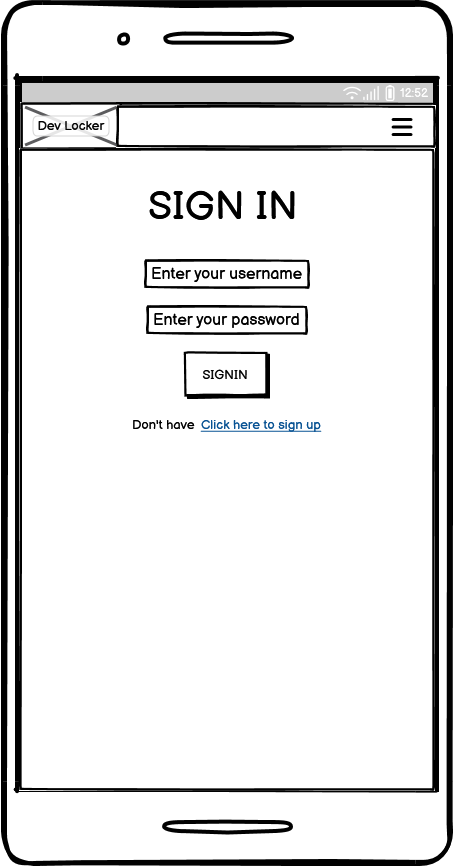 12:52
Dev Locker
SIGN IN
Enter your username
Enter your password
SIGNIN
Don't have Click here to sign up